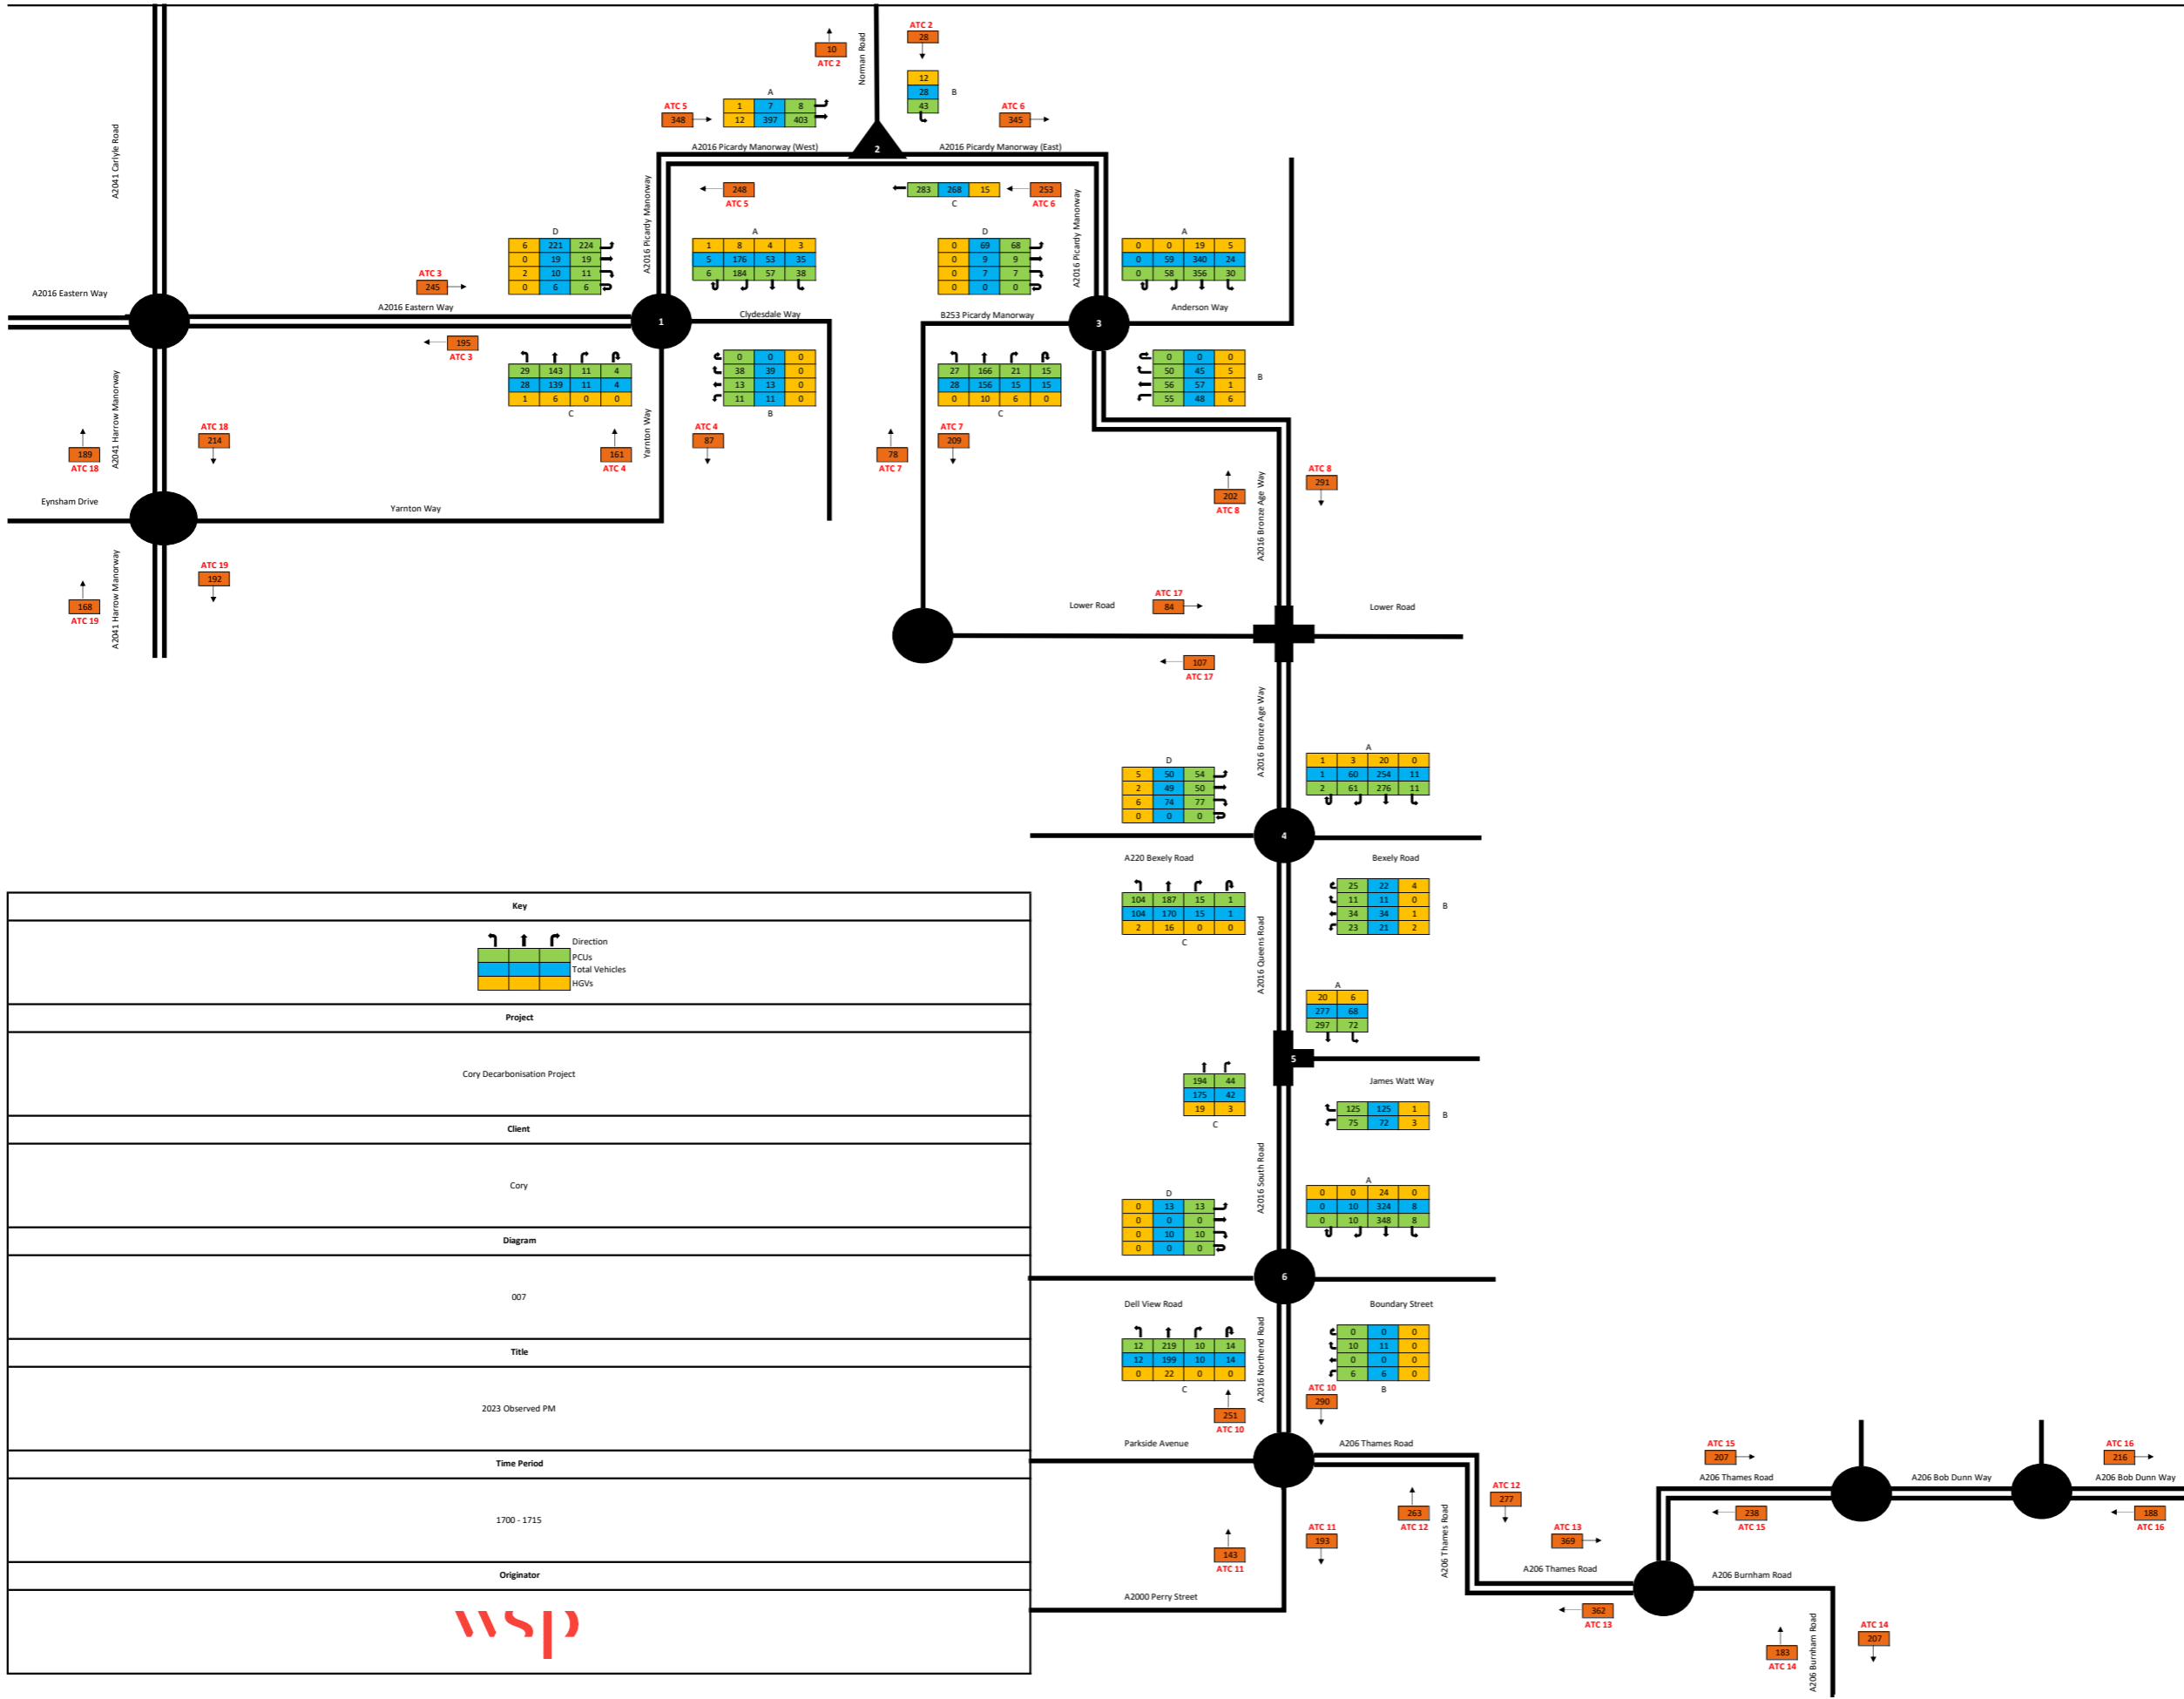 ATC 2
28
10
ATC 2
Norman Road
12
28
43
B
A
1 7 8
12 397 403
ATC 5
348
ATC 6
345
A2016 Picardy Manorway (West)
2
A2016 Picardy Manorway (East)
A2041 Carlyle Road
248
ATC 5
283 268 15
C
253
ATC 6
A2016 Picardy Manorway
A2016 Picardy Manorway
D
6 221 224
0 19 19
2 10 11
0 6 6
A
1 8 4 3
5 176 53 35
6 184 57 38
D
0 69 68
0 9 9
0 7 7
0 0 0
A
0 0 19 5
0 59 340 24
0 58 356 30
ATC 3
245
A2016 Eastern Way
A2016 Eastern Way
1
Clydesdale Way
B253 Picardy Manorway
3
Anderson Way
195
ATC 3
29 143 11 4
28 139 11 4
1 6 0 0
C
0 0 0
38 39 0
13 13 0
11 11 0
B
27 166 21 15
28 156 15 15
0 10 6 0
C
0 0 0
50 45 5
56 57 1
55 48 6
B
A2041 Harrow Manorway
189
ATC 18
ATC 18
214
161
ATC 4
Yarnton Way
ATC 4
87
78
ATC 7
ATC 7
209
202
ATC 8
A2016 Bronze Age Way
ATC 8
291
Eynsham Drive
Yarnton Way
168
ATC 19
A2041 Harrow Manorway
ATC 19
192
Lower Road
ATC 17
84
Lower Road
107
ATC 17
A2016 Bronze Age Way
D
5 50 54
2 49 50
6 74 77
0 0 0
A
1 3 20 0
1 60 254 11
2 61 276 11
4
A220 Bexely Road
Bexely Road
104 187 15 1
104 170 15 1
2 16 0 0
C
A2016 Queens Road
25 22 4
11 11 0
34 34 1
23 21 2
B
A
20 6
277 68
297 72
5
James Watt Way
194 44
175 42
19 3
C
125 125 1
75 72 3
B
A2016 South Road
D
0 13 13
0 0 0
0 10 10
0 0 0
A
0 0 24 0
0 10 324 8
0 10 348 8
6
Dell View Road
Boundary Street
12 219 10 14
12 199 10 14
0 22 0 0
C
A2016 Northend Road
0 0 0
10 11 0
0 0 0
6 6 0
B
251
ATC 10
ATC 10
290
Parkside Avenue
A206 Thames Road
143
ATC 11
ATC 11
193
A2000 Perry Street
263
ATC 12
A206 Thames Road
ATC 12
277
ATC 13
369
A206 Thames Road
362
ATC 13
ATC 15
207
A206 Thames Road
238
ATC 15
A206 Bob Dunn Way
ATC 16
216
A206 Bob Dunn Way
188
ATC 16
A206 Burnham Road
183
ATC 14
A206 Burnham Road
ATC 14
207
Key
Direction
PCUs
Total Vehicles
HGVs
Project
Cory Decarbonisation Project
Client
Cory
Diagram
007
Title
2023 Observed PM
Time Period
1700 - 1715
Originator
wsp